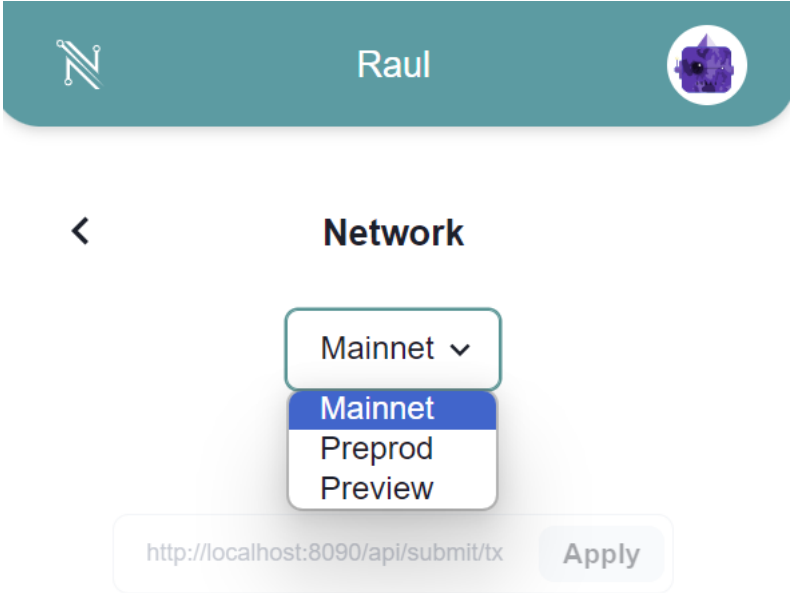 Raul
Network
Mainnet
Mainnet
Preprod
Preview
http://localhost:8090/api/submit/tx
Apply